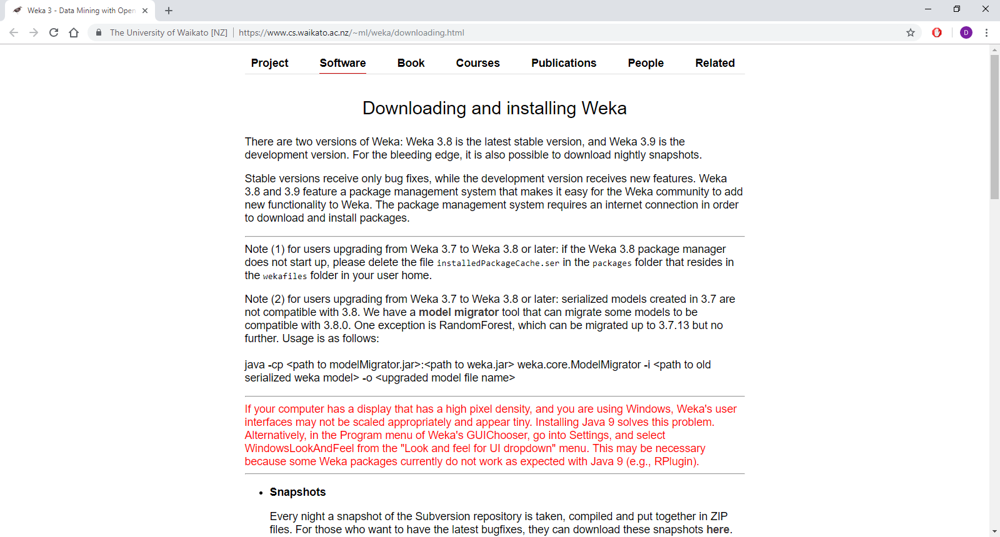 Weka 3 - Data Mining with Open
The University of Waikato [NZ] | https://www.cs.waikato.ac.nz/~ml/weka/downloading.html
D
Project Software Book Courses Publications People Related
Downloading and installing Weka
There are two versions of Weka: Weka 3.8 is the latest stable version, and Weka 3.9 is the
development version. For the bleeding edge, it is also possible to download nightly snapshots.
Stable versions receive only bug fixes, while the development version receives new features. Weka
3.8 and 3.9 feature a package management system that makes it easy for the Weka community to add
new functionality to Weka. The package management system requires an internet connection in order
to download and install packages.
Note (1) for users upgrading from Weka 3.7 to Weka 3.8 or later: if the Weka 3.8 package manager
does not start up, please delete the file installedPackageCache.ser in the packages folder that resides in
the wekafiles folder in your user home.
Note (2) for users upgrading from Weka 3.7 to Weka 3.8 or later: serialized models created in 3.7 are
not compatible with 3.8. We have a model migrator tool that can migrate some models to be
compatible with 3.8.0. One exception is RandomForest, which can be migrated up to 3.7.13 but no
further. Usage is as follows:
java -cp <path to modelMigrator.jar>:<path to weka.jar> weka.core.ModelMigrator -i <path to old
serialized weka model> -o <upgraded model file name>
If your computer has a display that has a high pixel density, and you are using Windows, Weka's user
interfaces may not be scaled appropriately and appear tiny. Installing Java 9 solves this problem.
Alternatively, in the Program menu of Weka's GUIChooser, go into Settings, and select
WindowsLookAndFeel from the "Look and feel for UI dropdown" menu. This may be necessary
because some Weka packages currently do not work as expected with Java 9 (e.g., RPlugin).
• Snapshots
Every night a snapshot of the Subversion repository is taken, compiled and put together in ZIP
files. For those who want to have the latest bugfixes, they can download these snapshots here.